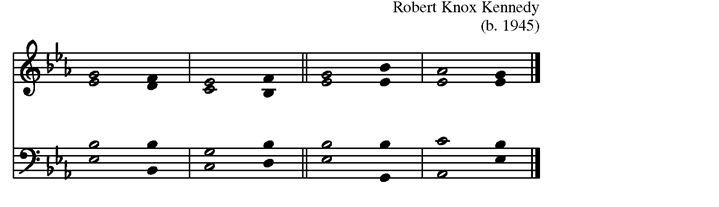 Robert Knox Kennedy
(b. 1945)